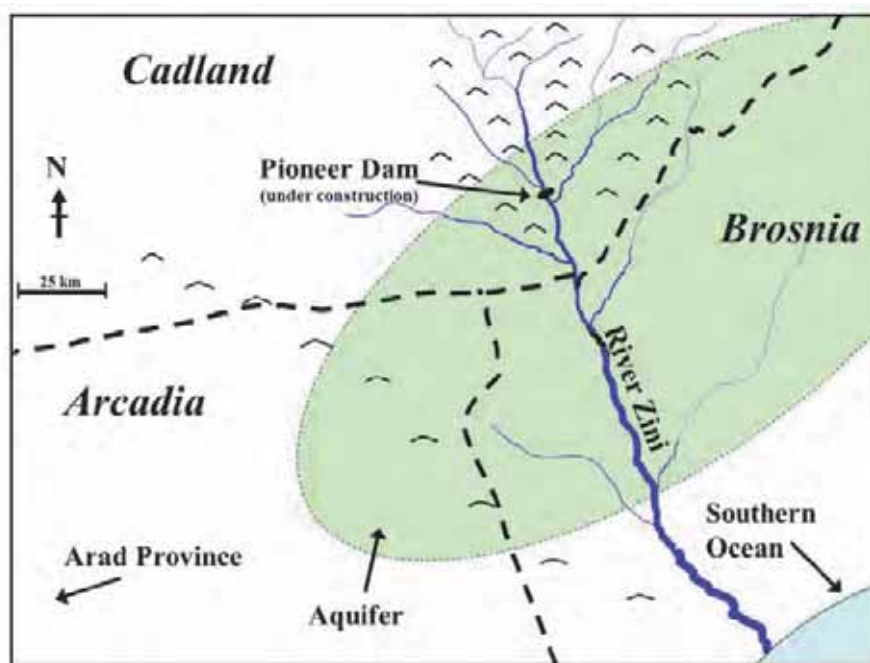 Cadland
N
Pioneer Dam
(under construction)
Brosnia
25 km
River Zini
Arcadia
Southern
Ocean
Arad Province
Aquifer